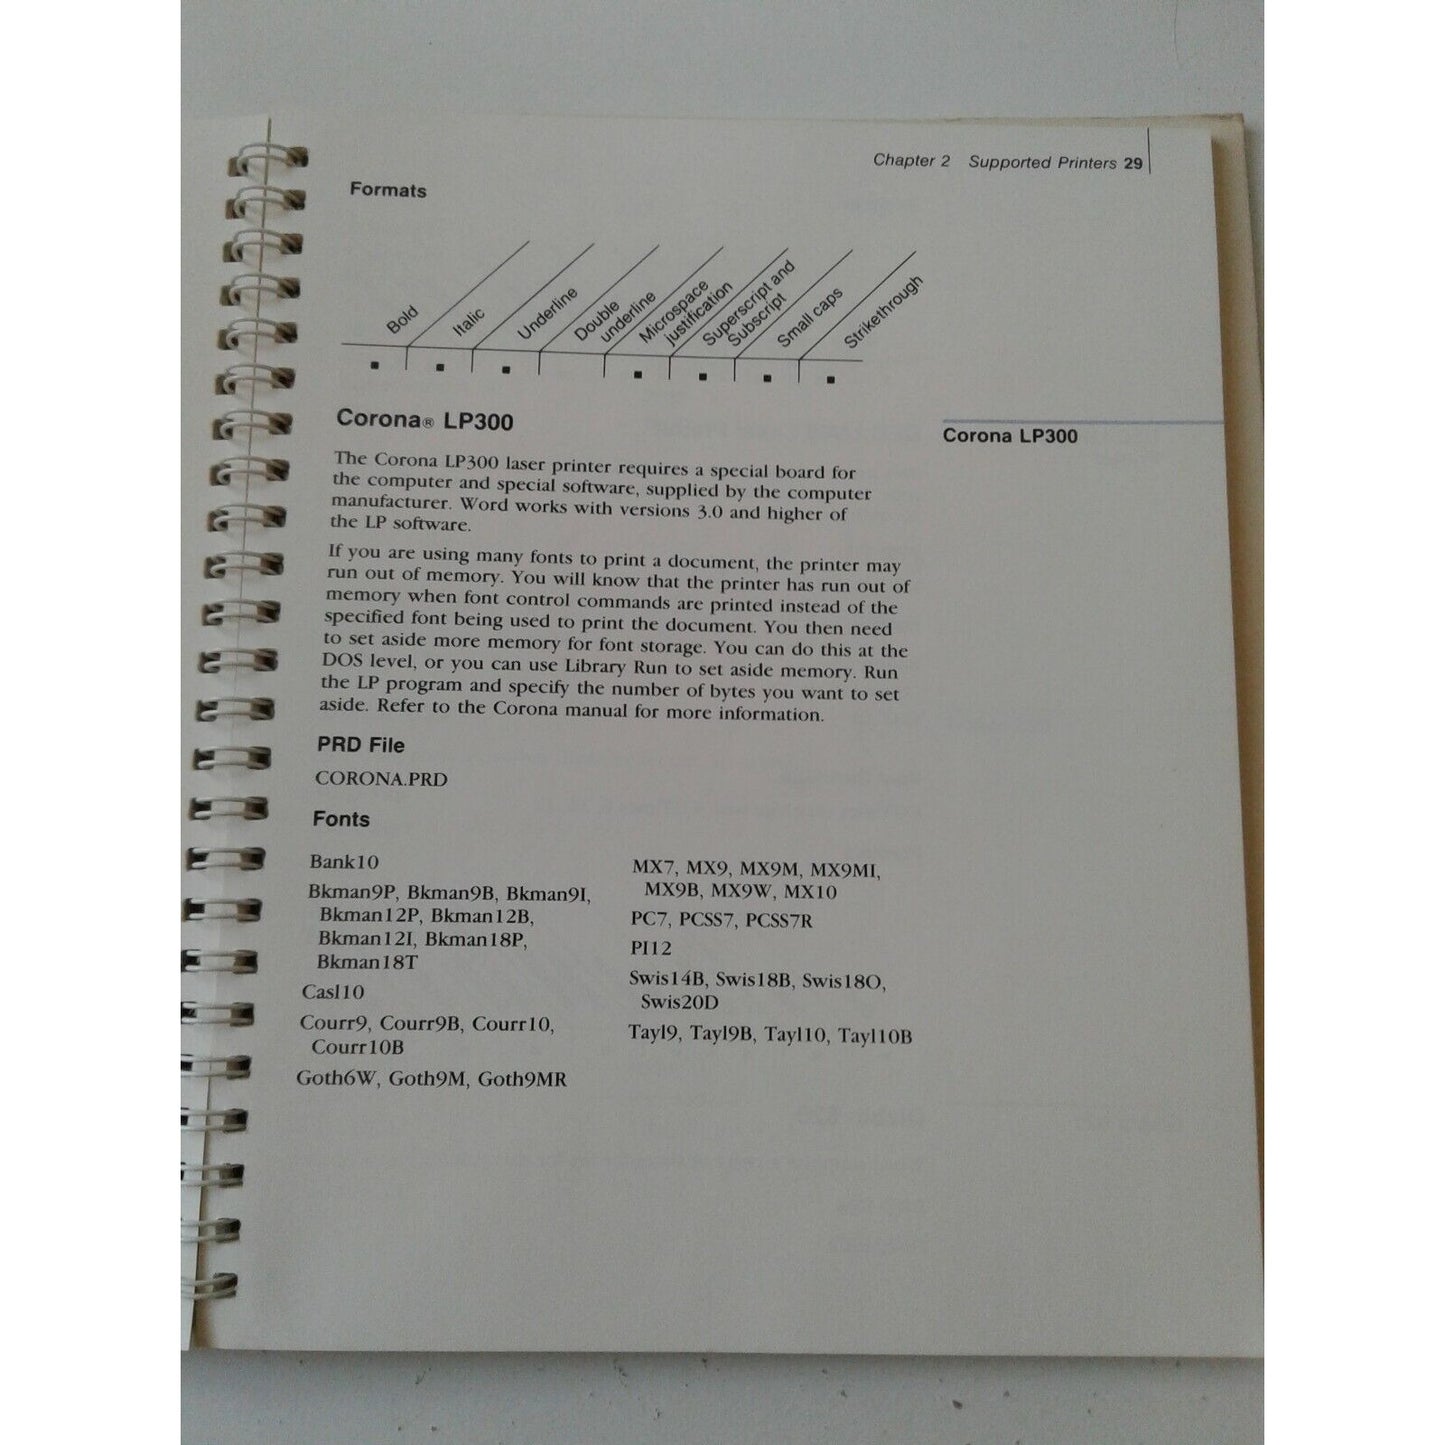 Chapter 2 Supported Printers 29
Formats
Bold
Italic
Underline
Double
underline
Microspace
justification
Superscript and
Subscript
Small caps
Strikethrough
Corona® LP300
Corona LP300
The Corona LP300 laser printer requires a special board for
the computer and special software, supplied by the computer
manufacturer. Word works with versions 3.0 and higher of
the LP software.
If you are using many fonts to print a document, the printer may
run out of memory. You will know that the printer has run out of
memory when font control commands are printed instead of the
specified font being used to print the document. You then need
to set aside more memory for font storage. You can do this at the
DOS level, or you can use Library Run to set aside memory. Run
the LP program and specify the number of bytes you want to set
aside. Refer to the Corona manual for more information.
PRD File
CORONA.PRD
Fonts
Bank10
Bkman9P, Bkman9B, Bkman9I,
Bkman12P, Bkman12B,
Bkman12I, Bkman18P,
Bkman18T
Casl10
Courr9, Courr9B, Courr10,
Courr10B
Goth6W, Goth9M, Goth9MR
MX7, MX9, MX9M, MX9MI,
MX9B, MX9W, MX10
PC7, PCSS7, PCSS7R
PI12
Swis14B, Swis18B, Swis18O,
Swis20D
Tayl9, Tayl9B, Tayl10, Tayl10B